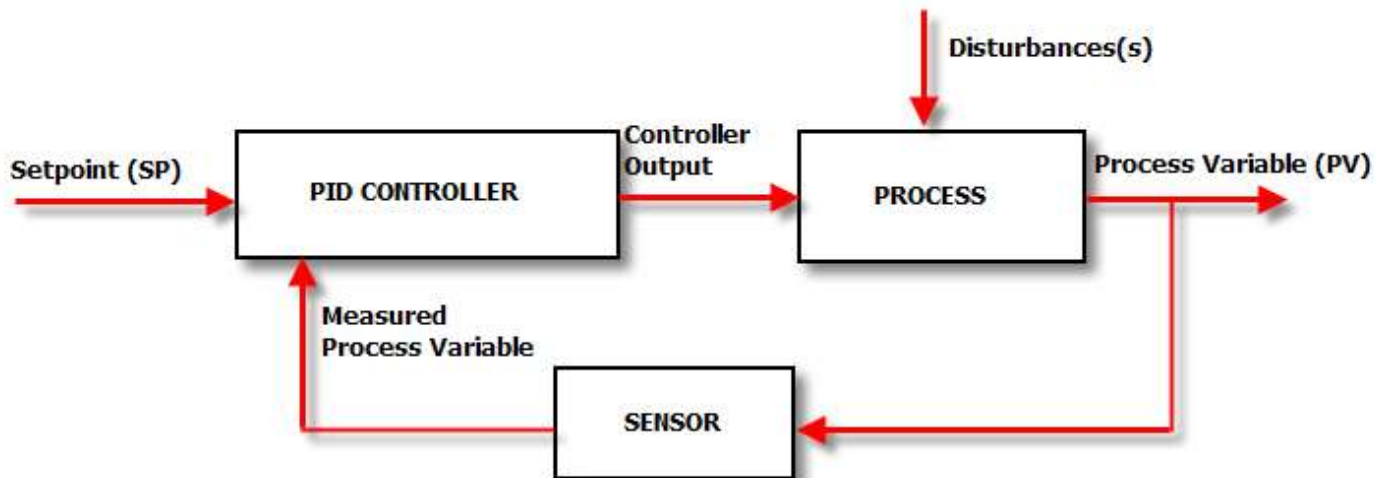 Disturbances(s)
Setpoint (SP)
PID CONTROLLER
Controller
Output
PROCESS
Process Variable (PV)
Measured
Process Variable
SENSOR